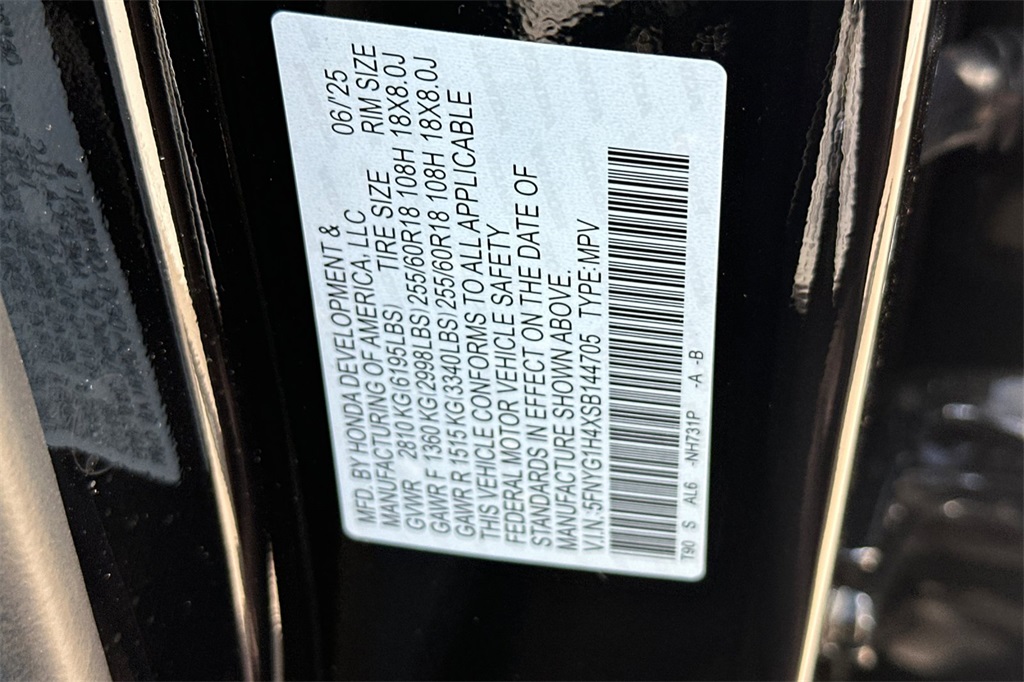 MFD. BY HONDA DEVELOPMENT & 06/'25
MANUFACTURING OF AMERICA, LLC
GVWR 2810 KG(6195LBS) TIRE SIZE RIM SIZE
GAWR F 1360 KG(2998LBS) 255/60R18 108H 18X8.0J
GAWR R 1515 KG(3340LBS) 255/60R18 108H 18X8.0J
THIS VEHICLE CONFORMS TO ALL APPLICABLE
FEDERAL MOTOR VEHICLE SAFETY
STANDARDS IN EFFECT ON THE DATE OF
MANUFACTURE SHOWN ABOVE.
V.I.N.:5FNYG1H4XSB144705 TYPE:MPV
T90 S AL6 -NH731P -A -B